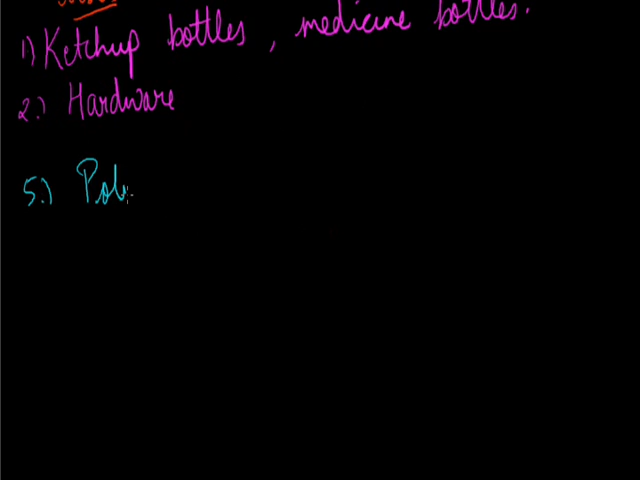 1) Ketchup bottles, medicine bottles.
2.) Hardware
5.) Pol